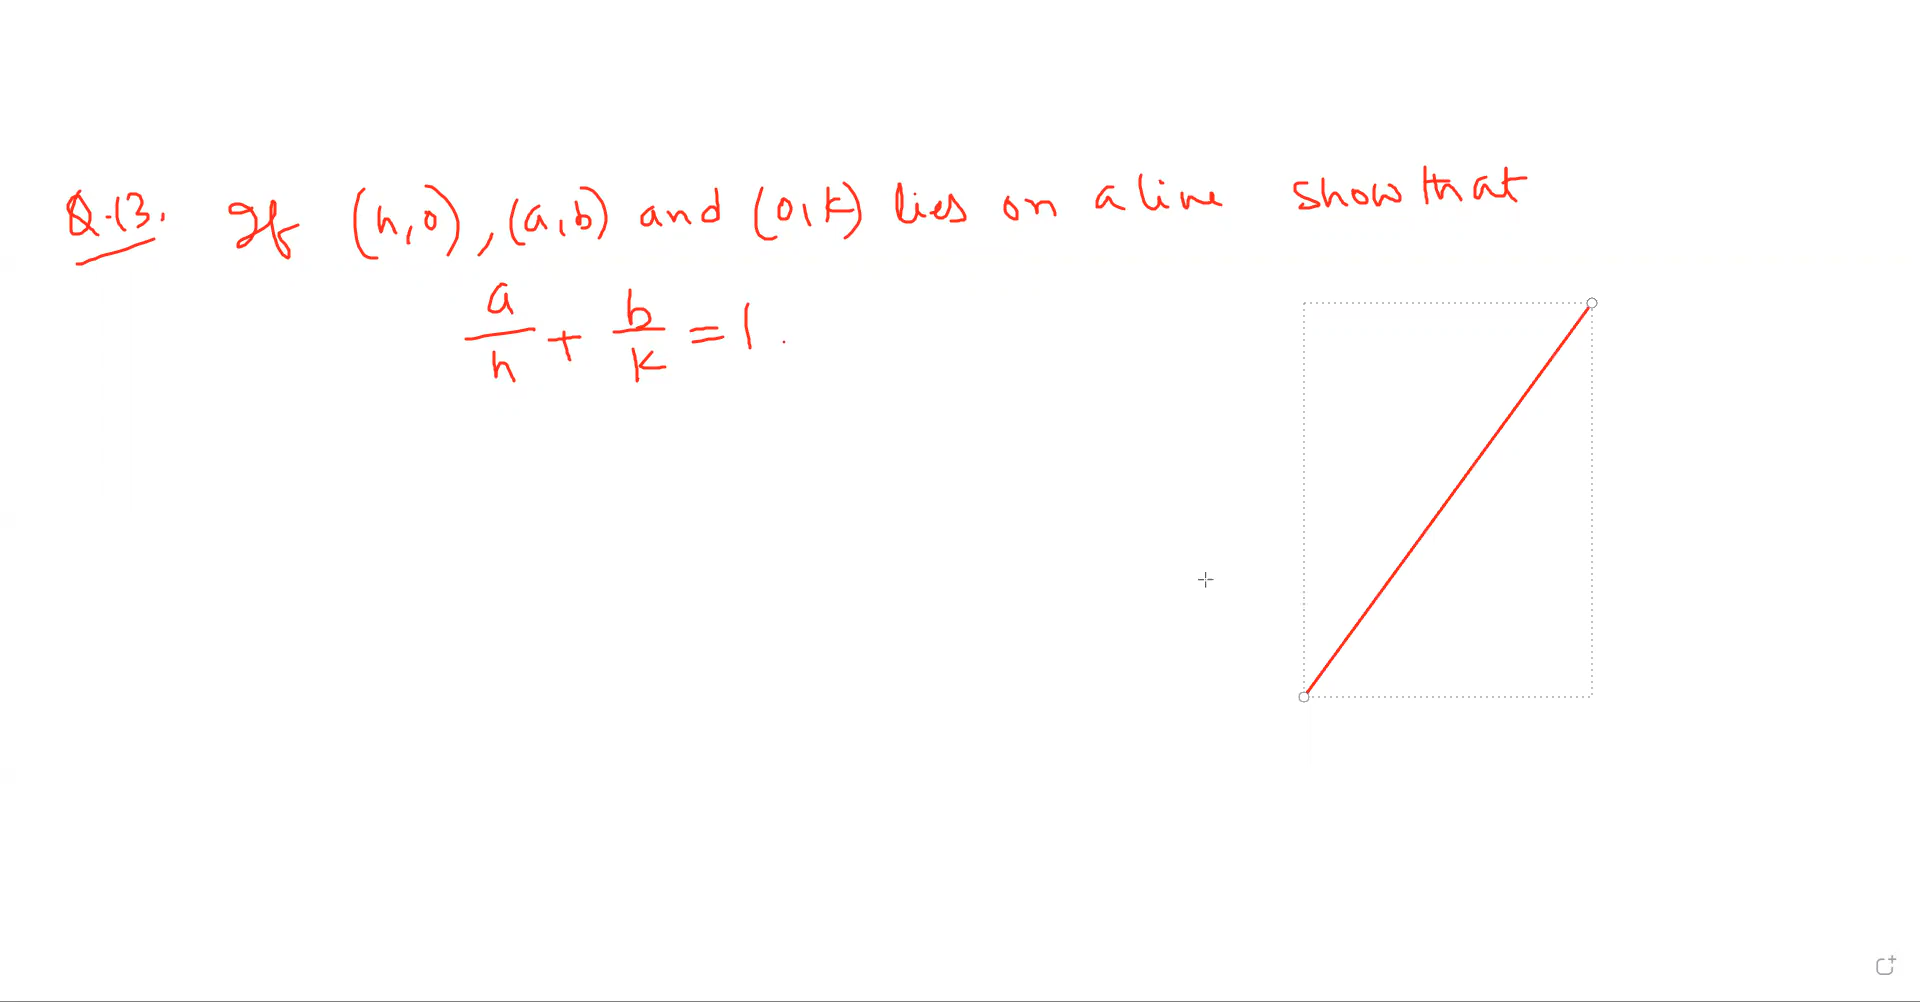 Q.13. If (h,0), (a,b) and (0,k) lies on a line show that
a/h + b/k = 1.